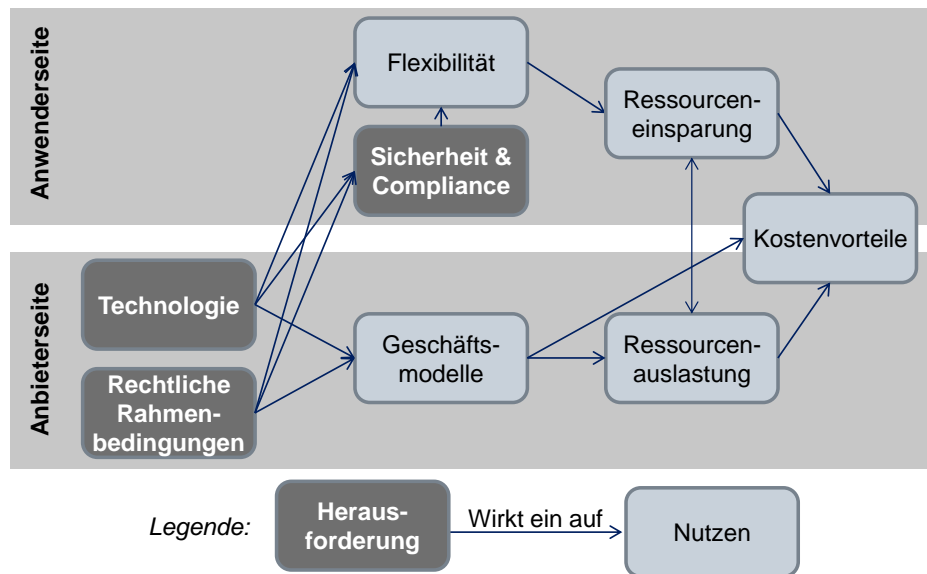 Anwenderseite
Flexibilität
Sicherheit &
Compliance
Ressourcen-
einsparung
Kostenvorteile
Anbieterseite
Technologie
Rechtliche
Rahmen-
bedingungen
Geschäfts-
modelle
Ressourcen-
auslastung
Legende:
Heraus-
forderung
Wirkt ein auf
Nutzen